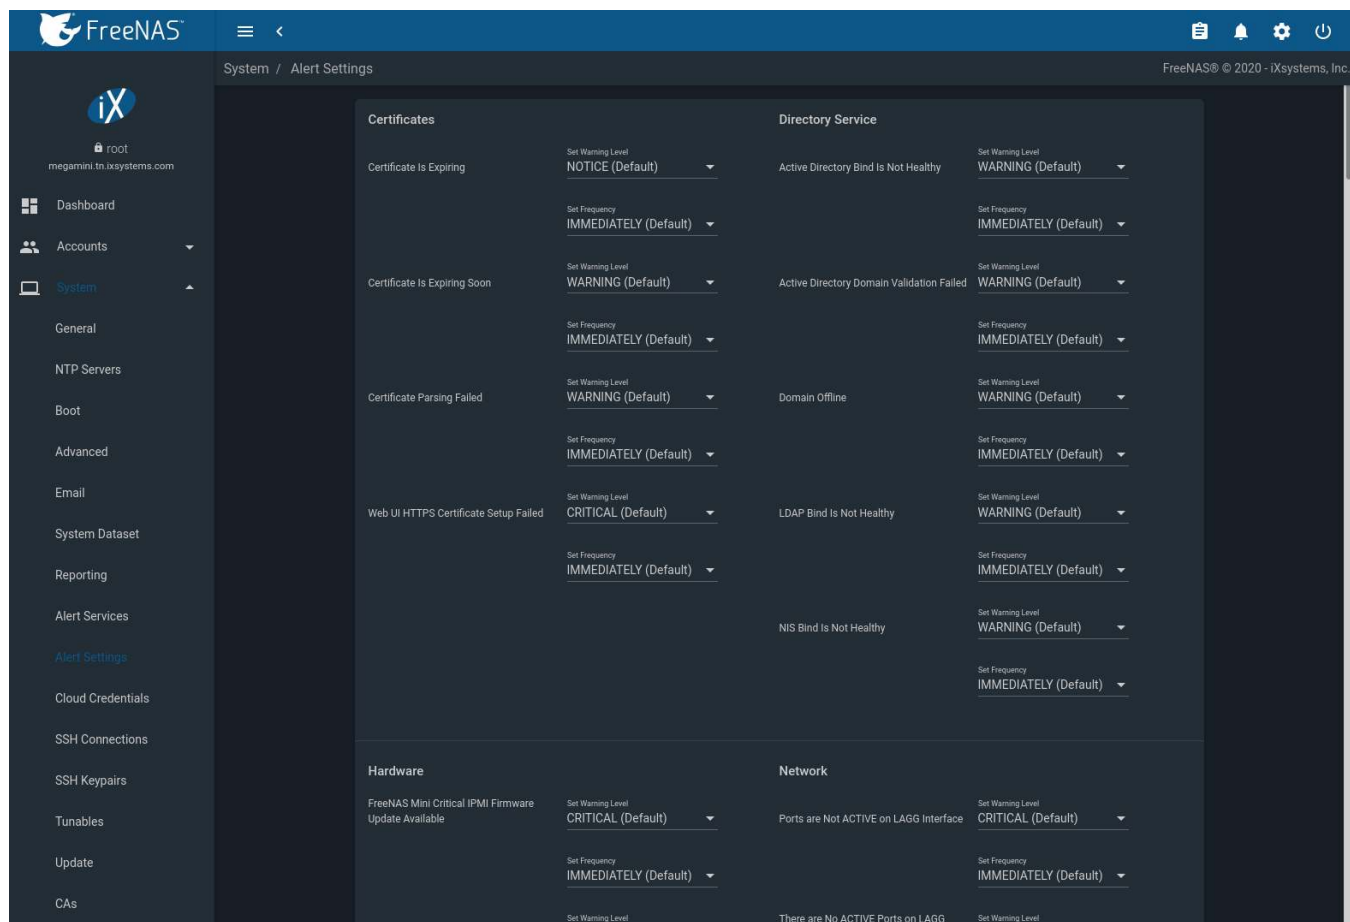 FreeNAS®
System / Alert Settings
FreeNAS® © 2020 - iXsystems, Inc.
iX
root
megamini.tn.ixsystems.com
Dashboard
Accounts
System
General
NTP Servers
Boot
Advanced
Email
System Dataset
Reporting
Alert Services
Alert Settings
Cloud Credentials
SSH Connections
SSH Keypairs
Tunables
Update
CAs
Certificates
Certificate Is Expiring
Set Warning Level
NOTICE (Default)
Set Frequency
IMMEDIATELY (Default)
Certificate Is Expiring Soon
Set Warning Level
WARNING (Default)
Set Frequency
IMMEDIATELY (Default)
Certificate Parsing Failed
Set Warning Level
WARNING (Default)
Set Frequency
IMMEDIATELY (Default)
Web UI HTTPS Certificate Setup Failed
Set Warning Level
CRITICAL (Default)
Set Frequency
IMMEDIATELY (Default)
Directory Service
Active Directory Bind Is Not Healthy
Set Warning Level
WARNING (Default)
Set Frequency
IMMEDIATELY (Default)
Active Directory Domain Validation Failed
Set Warning Level
WARNING (Default)
Set Frequency
IMMEDIATELY (Default)
Domain Offline
Set Warning Level
WARNING (Default)
Set Frequency
IMMEDIATELY (Default)
LDAP Bind Is Not Healthy
Set Warning Level
WARNING (Default)
Set Frequency
IMMEDIATELY (Default)
NIS Bind Is Not Healthy
Set Warning Level
WARNING (Default)
Set Frequency
IMMEDIATELY (Default)
Hardware
FreeNAS Mini Critical IPMI Firmware
Update Available
Set Warning Level
CRITICAL (Default)
Set Frequency
IMMEDIATELY (Default)
Set Warning Level
Network
Ports are Not ACTIVE on LAGG Interface
Set Warning Level
CRITICAL (Default)
Set Frequency
IMMEDIATELY (Default)
There are No ACTIVE Ports on LAGG
Set Warning Level